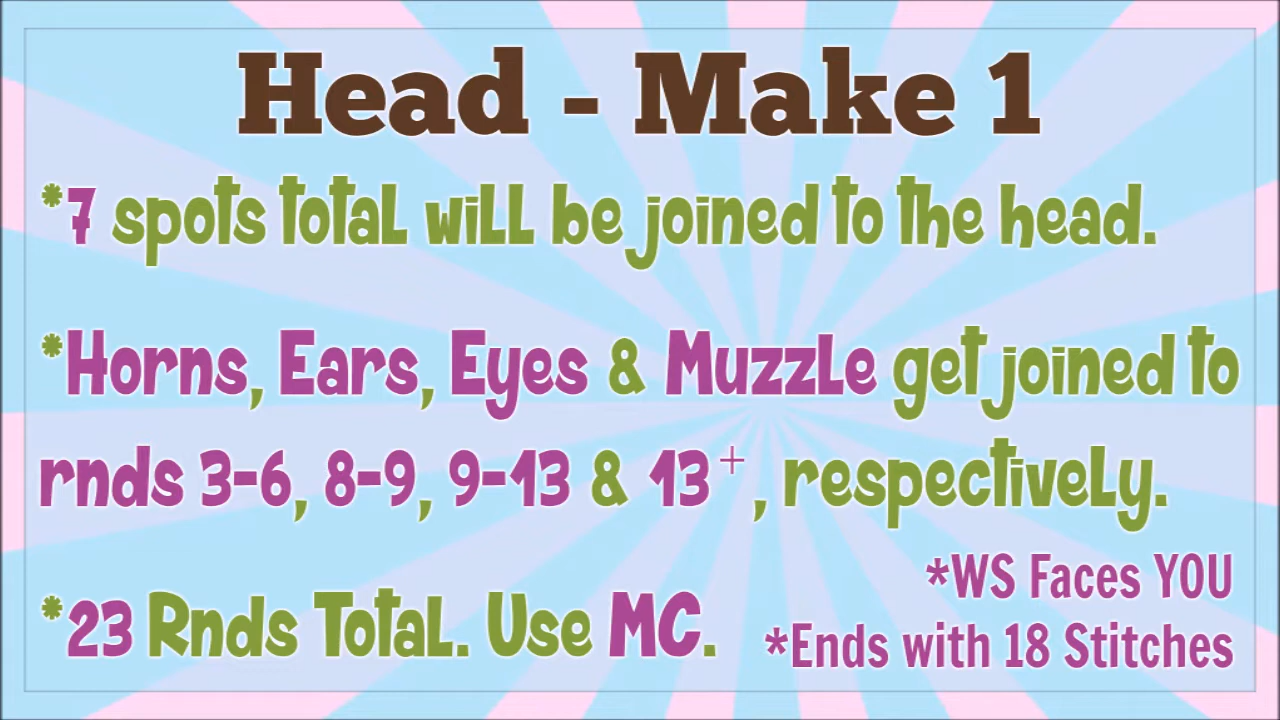 Head - Make 1
*7 spots total will be joined to the head.
*Horns, Ears, Eyes & Muzzle get joined to
rnds 3-6, 8-9, 9-13 & 13⁺, respectively.
*WS Faces YOU
*23 Rnds Total. Use MC.
*Ends with 18 Stitches